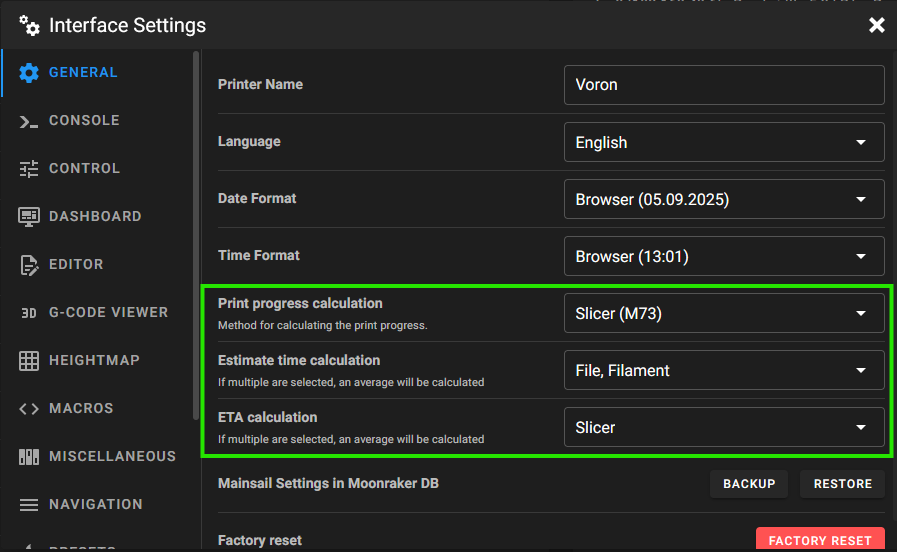 Interface Settings
GENERAL
CONSOLE
CONTROL
DASHBOARD
EDITOR
3D G-CODE VIEWER
HEIGHTMAP
MACROS
MISCELLANEOUS
NAVIGATION
Printer Name
Voron
Language
English
Date Format
Browser (05.09.2025)
Time Format
Browser (13:01)
Print progress calculation
Method for calculating the print progress.
Slicer (M73)
Estimate time calculation
If multiple are selected, an average will be calculated
File, Filament
ETA calculation
If multiple are selected, an average will be calculated
Slicer
Mainsail Settings in Moonraker DB
BACKUP
RESTORE
Factory reset
FACTORY RESET